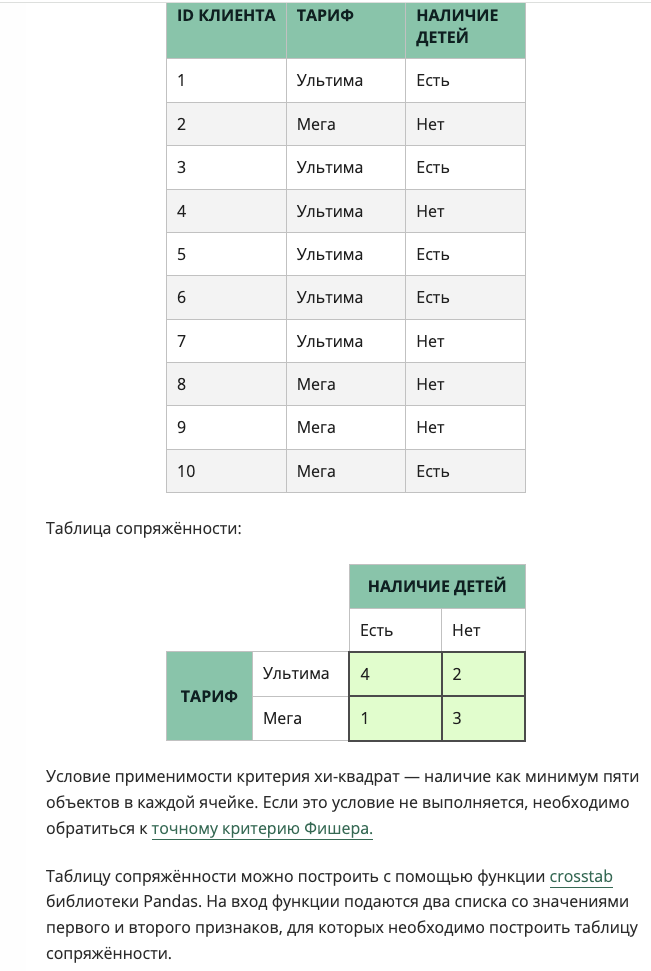 ID КЛИЕНТА ТАРИФ НАЛИЧИЕ ДЕТЕЙ
1 Ультима Есть
2 Мега Нет
3 Ультима Есть
4 Ультима Нет
5 Ультима Есть
6 Ультима Есть
7 Ультима Нет
8 Мега Нет
9 Мега Нет
10 Мега Есть
Таблица сопряжённости:
НАЛИЧИЕ ДЕТЕЙ
Есть Нет
ТАРИФ
Ультима 4 2
Мега 1 3
Условие применимости критерия хи-квадрат — наличие как минимум пяти
объектов в каждой ячейке. Если это условие не выполняется, необходимо
обратиться к точному критерию Фишера.
Таблицу сопряжённости можно построить с помощью функции crosstab
библиотеки Pandas. На вход функции подаются два списка со значениями
первого и второго признаков, для которых необходимо построить таблицу
сопряжённости.